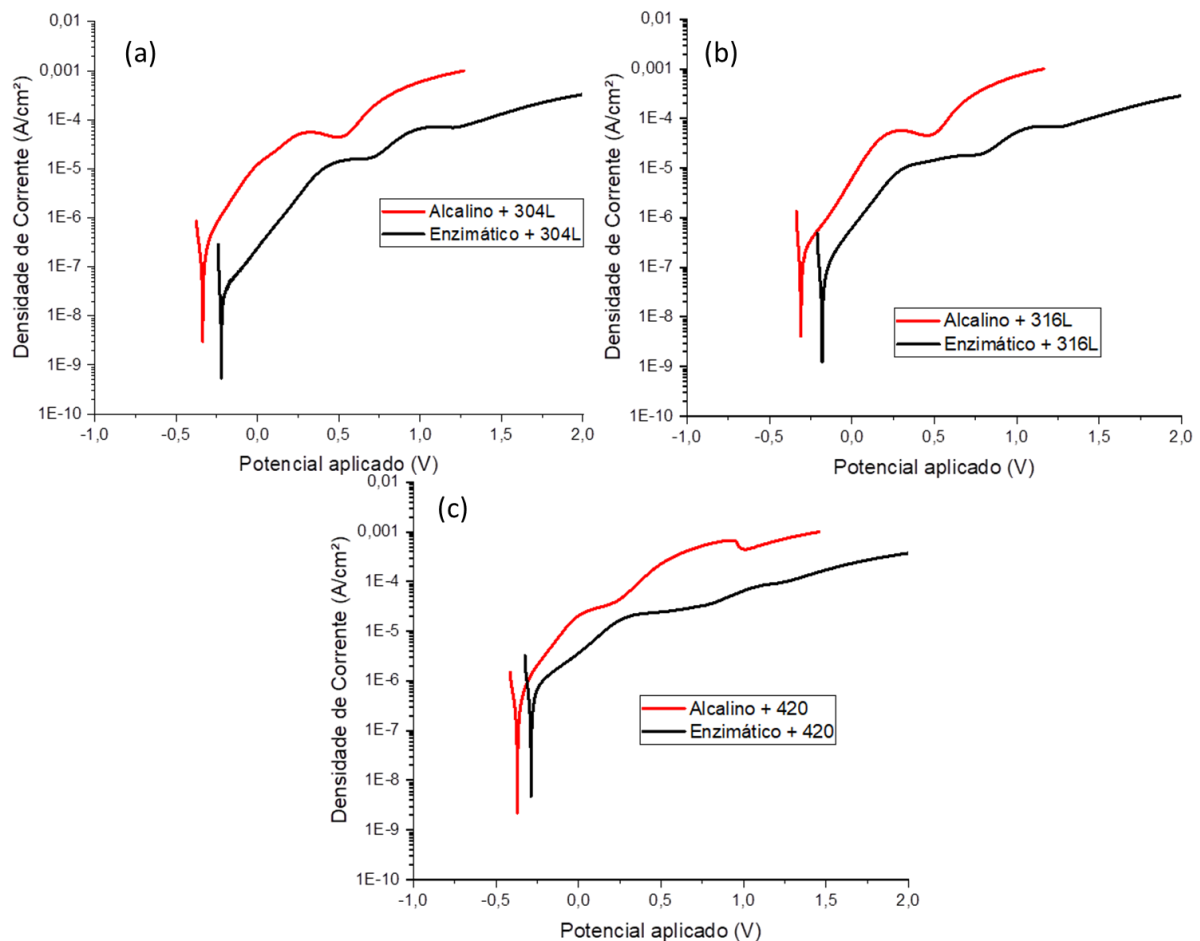 (a)
Densidade de Corrente (A/cm²)
0,01
0,001
1E-4
1E-5
1E-6
1E-7
1E-8
1E-9
1E-10
Alcalino + 304L
Enzimático + 304L
-1,0 -0,5 0,0 0,5 1,0 1,5 2,0
Potencial aplicado (V)
(b)
Densidade de Corrente (A/cm²)
0,01
0,001
1E-4
1E-5
1E-6
1E-7
1E-8
1E-9
1E-10
Alcalino + 316L
Enzimático + 316L
-1,0 -0,5 0,0 0,5 1,0 1,5 2,0
Potencial aplicado (V)
(c)
Densidade de Corrente (A/cm²)
0,01
0,001
1E-4
1E-5
1E-6
1E-7
1E-8
1E-9
1E-10
Alcalino + 420
Enzimático + 420
-1,0 -0,5 0,0 0,5 1,0 1,5 2,0
Potencial aplicado (V)